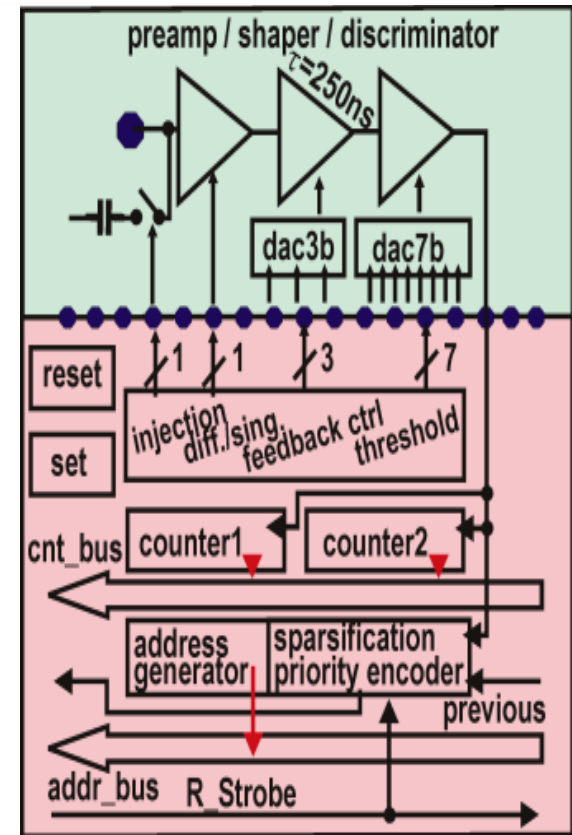 preamp / shaper / discriminator
τ=250ns
dac3b dac7b
1 1 3 7
reset
set
injection
diff./sing.
feedback ctrl
threshold
counter1 counter2
cnt_bus
address
generator
sparsification
priority encoder
previous
addr_bus R_Strobe